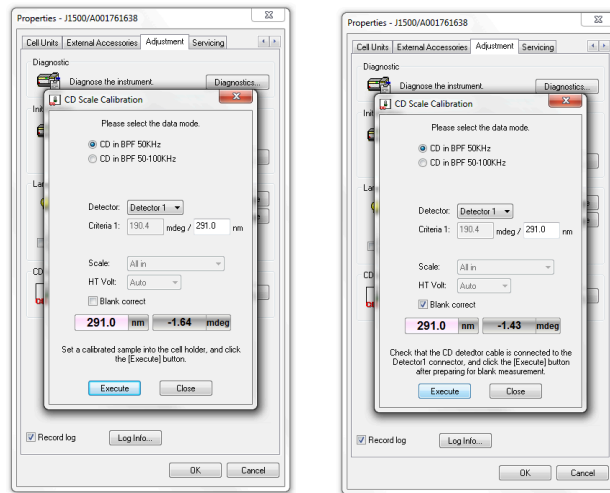 Properties - J1500/A001761638
Cell Units External Accessories Adjustment Servicing
Diagnostic
Diagnose the instrument. Diagnostics...
CD Scale Calibration
Please select the data mode.
CD in BPF 50KHz
CD in BPF 50-100KHz
Detector: Detector 1
Criteria 1: 190.4 mdeg / 291.0 nm
Scale: All in
HT Volt: Auto
Blank correct
291.0 nm -1.64 mdeg
Set a calibrated sample into the cell holder, and click
the [Execute] button.
Execute Close
Record log Log Info...
OK Cancel
Properties - J1500/A001761638
Cell Units External Accessories Adjustment Servicing
Diagnostic
Diagnose the instrument. Diagnostics...
CD Scale Calibration
Please select the data mode.
CD in BPF 50KHz
CD in BPF 50-100KHz
Detector: Detector 1
Criteria 1: 190.4 mdeg / 291.0 nm
Scale: All in
HT Volt: Auto
Blank correct
291.0 nm -1.43 mdeg
Check that the CD detedtor cable is connected to the
Detector1 connector, and click the [Execute] button
after preparing for blank measurement.
Execute Close
Record log Log Info...
OK Cancel